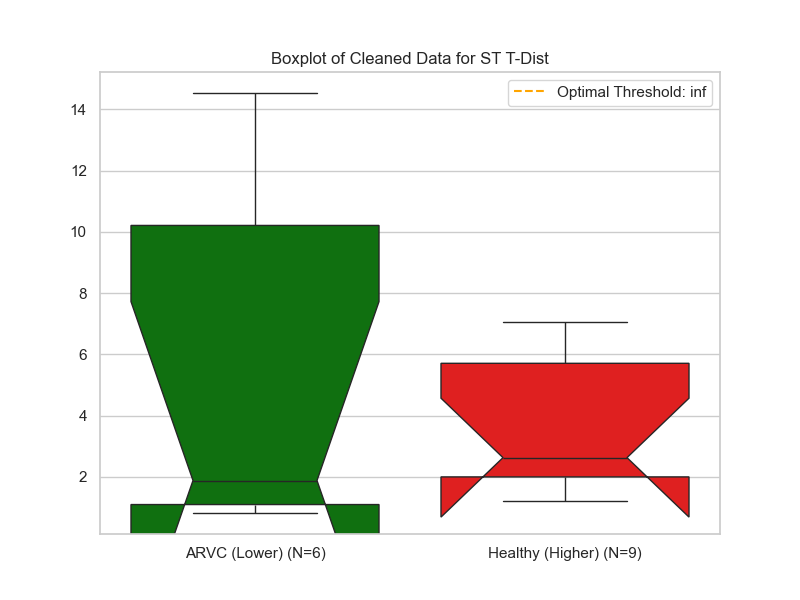 Boxplot of Cleaned Data for ST T-Dist
Optimal Threshold: inf
14
12
10
8
6
4
2
ARVC (Lower) (N=6)
Healthy (Higher) (N=9)